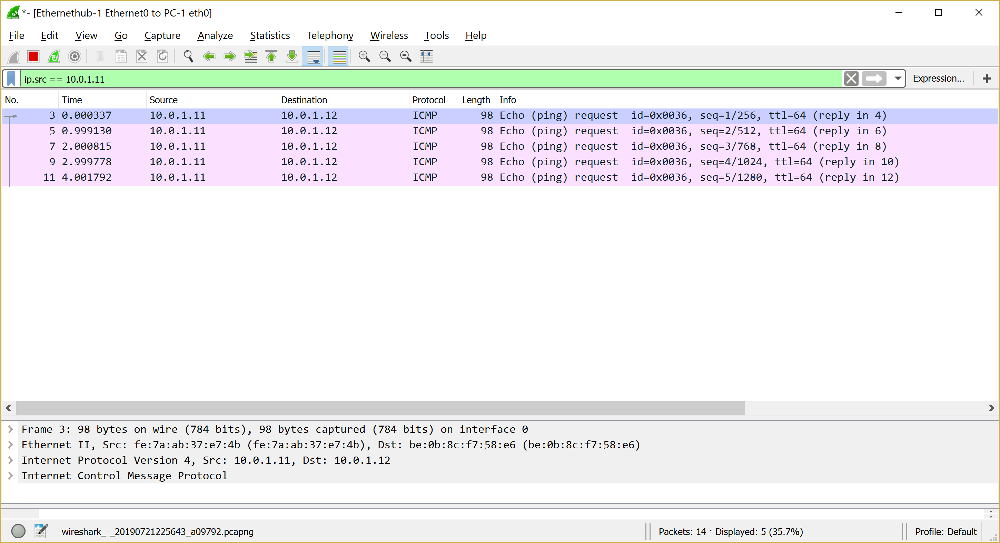 *- [Ethernethub-1 Ethernet0 to PC-1 eth0]
File Edit View Go Capture Analyze Statistics Telephony Wireless Tools Help
ip.src == 10.0.1.11 Expression... +
No. Time Source Destination Protocol Length Info
3 0.000337 10.0.1.11 10.0.1.12 ICMP 98 Echo (ping) request id=0x0036, seq=1/256, ttl=64 (reply in 4)
5 0.999130 10.0.1.11 10.0.1.12 ICMP 98 Echo (ping) request id=0x0036, seq=2/512, ttl=64 (reply in 6)
7 2.000815 10.0.1.11 10.0.1.12 ICMP 98 Echo (ping) request id=0x0036, seq=3/768, ttl=64 (reply in 8)
9 2.999778 10.0.1.11 10.0.1.12 ICMP 98 Echo (ping) request id=0x0036, seq=4/1024, ttl=64 (reply in 10)
11 4.001792 10.0.1.11 10.0.1.12 ICMP 98 Echo (ping) request id=0x0036, seq=5/1280, ttl=64 (reply in 12)
Frame 3: 98 bytes on wire (784 bits), 98 bytes captured (784 bits) on interface 0
Ethernet II, Src: fe:7a:ab:37:e7:4b (fe:7a:ab:37:e7:4b), Dst: be:0b:8c:f7:58:e6 (be:0b:8c:f7:58:e6)
Internet Protocol Version 4, Src: 10.0.1.11, Dst: 10.0.1.12
Internet Control Message Protocol
wireshark_-_20190721225643_a09792.pcapng Packets: 14 · Displayed: 5 (35.7%) Profile: Default